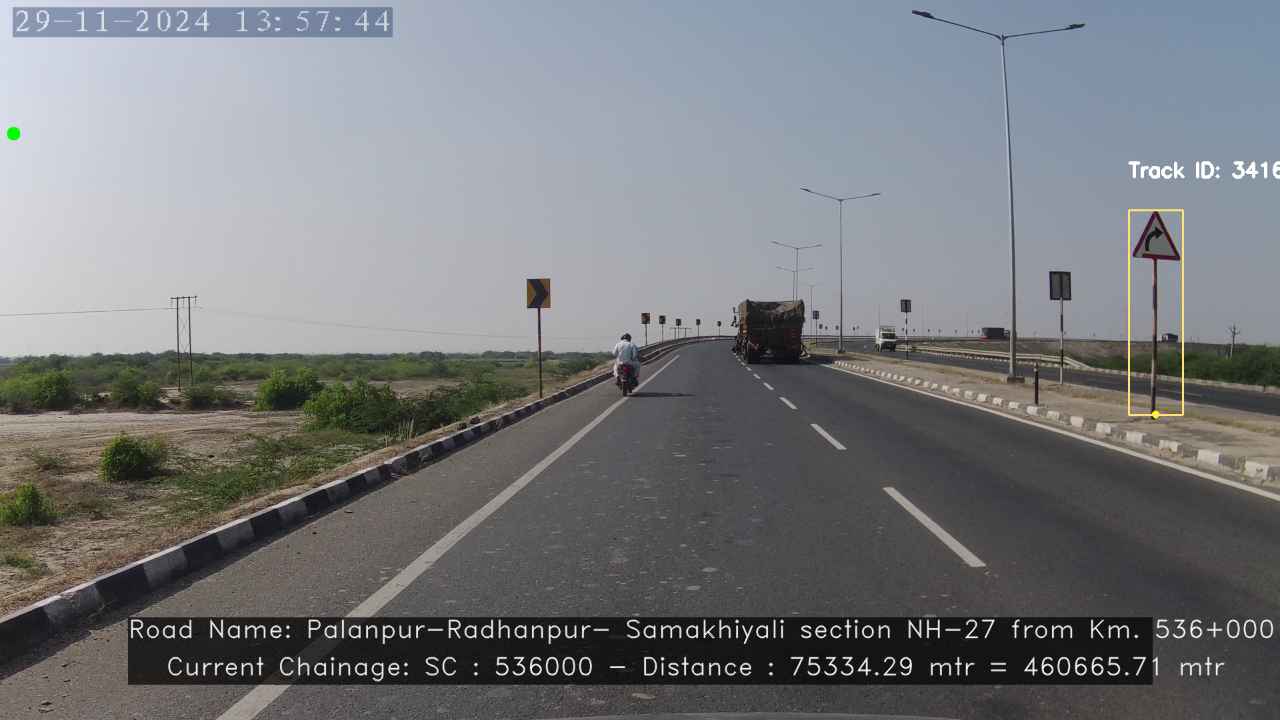 29-11-2024 13:57:44
Track ID: 3416
Road Name: Palanpur-Radhanpur- Samakhiyali section NH-27 from Km. 536+000
Current Chainage: SC : 536000 - Distance : 75334.29 mtr = 460665.71 mtr